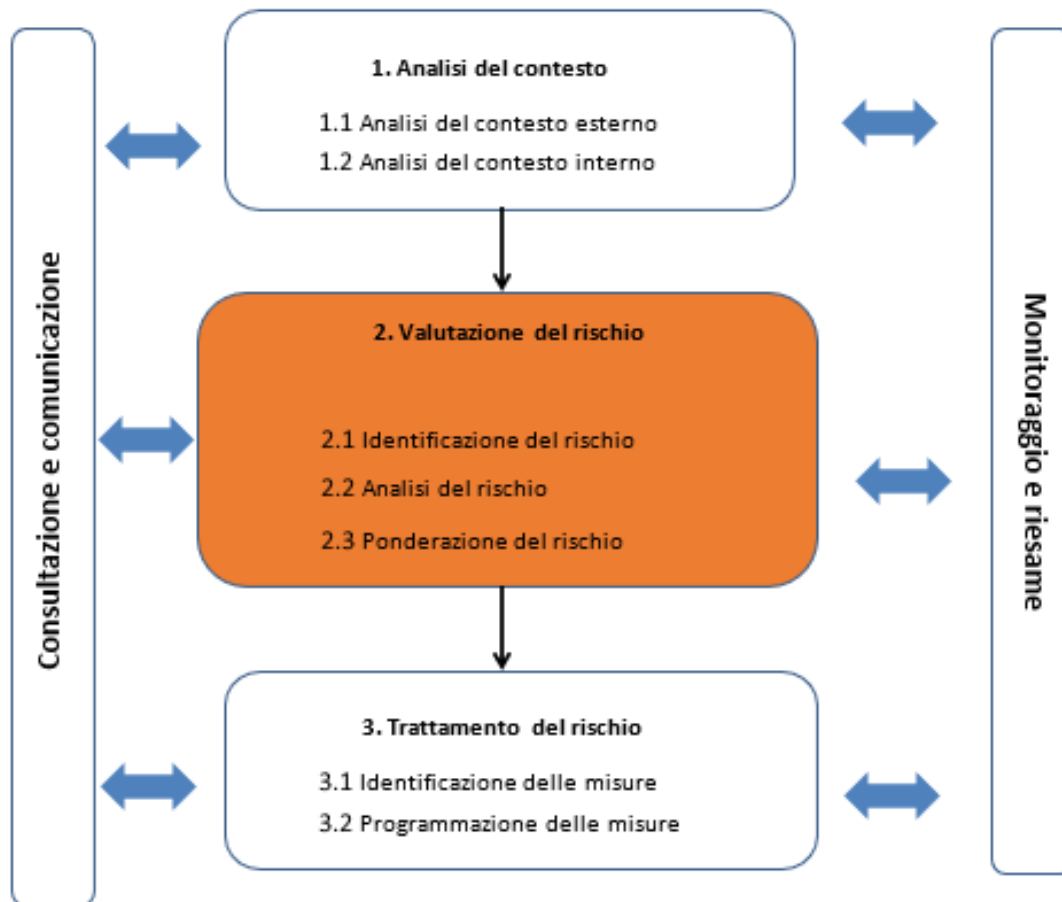 Consultazione e comunicazione
1. Analisi del contesto
1.1 Analisi del contesto esterno
1.2 Analisi del contesto interno
2. Valutazione del rischio
2.1 Identificazione del rischio
2.2 Analisi del rischio
2.3 Ponderazione del rischio
3. Trattamento del rischio
3.1 Identificazione delle misure
3.2 Programmazione delle misure
Monitoraggio e riesame